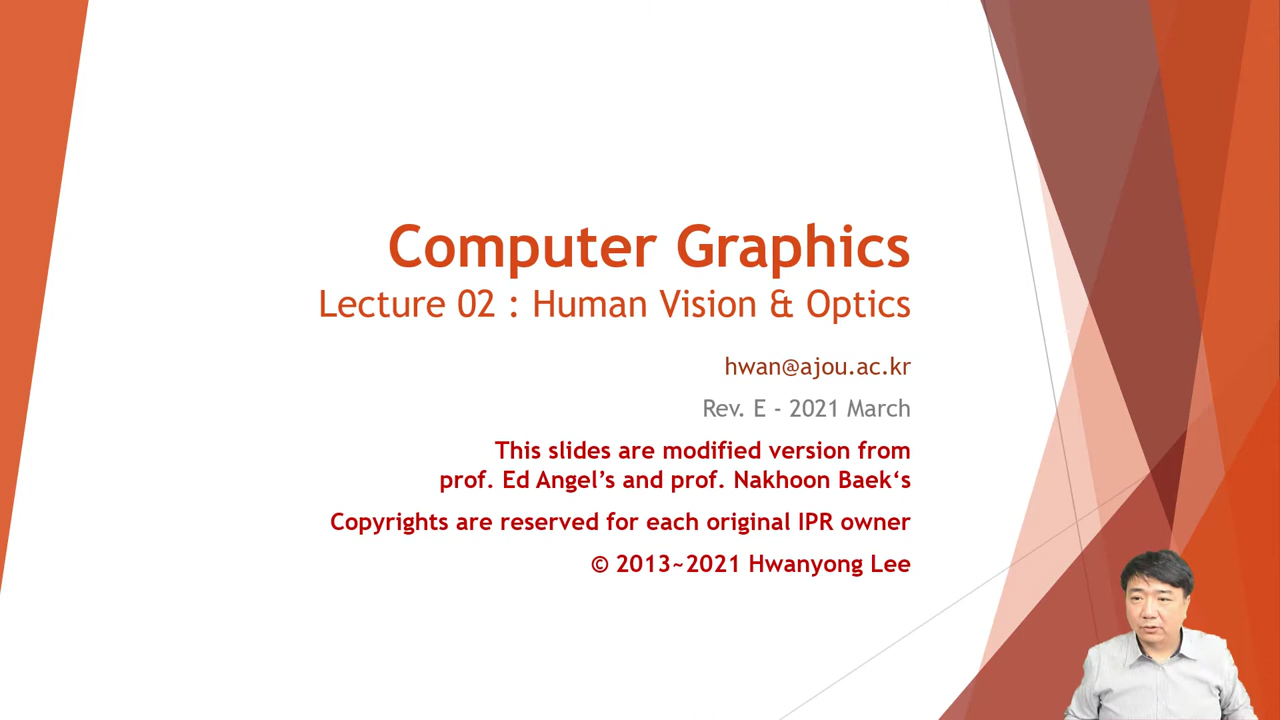 Computer Graphics
Lecture 02 : Human Vision & Optics
hwan@ajou.ac.kr
Rev. E - 2021 March
This slides are modified version from
prof. Ed Angel’s and prof. Nakhoon Baek‘s
Copyrights are reserved for each original IPR owner
© 2013~2021 Hwanyong Lee